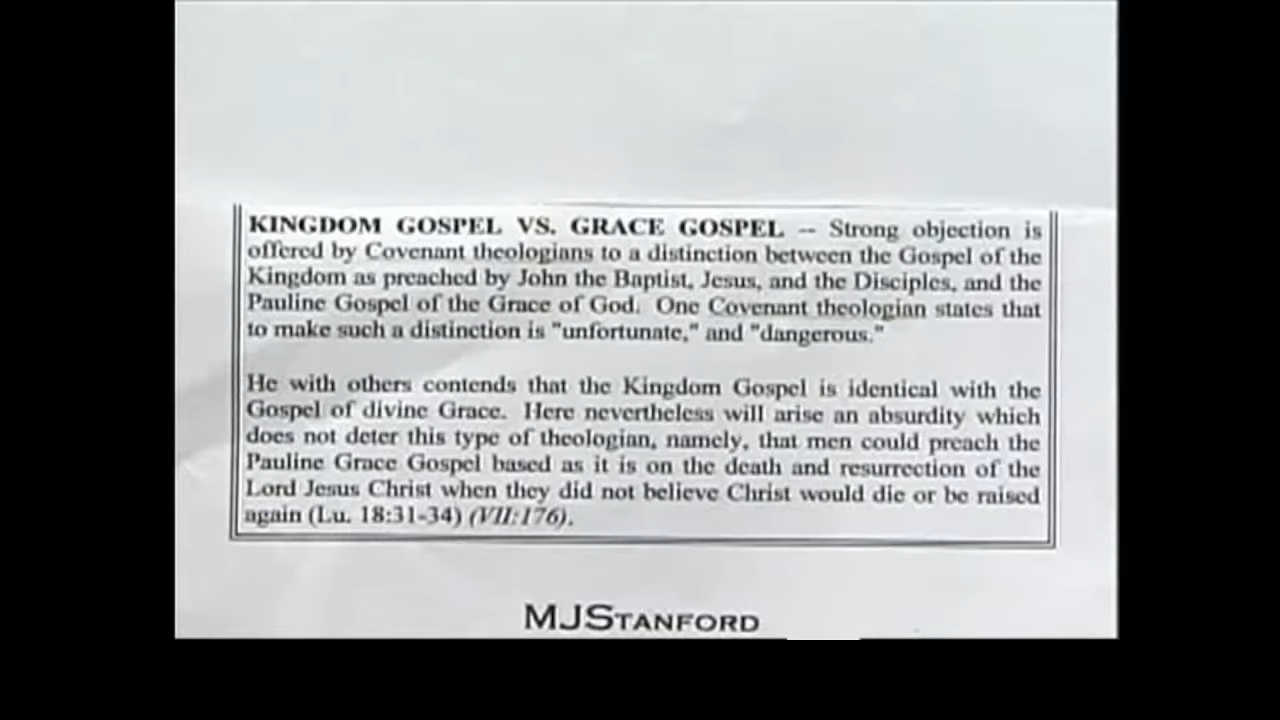 KINGDOM GOSPEL VS. GRACE GOSPEL -- Strong objection is
offered by Covenant theologians to a distinction between the Gospel of the
Kingdom as preached by John the Baptist, Jesus, and the Disciples, and the
Pauline Gospel of the Grace of God. One Covenant theologian states that
to make such a distinction is "unfortunate," and "dangerous."
He with others contends that the Kingdom Gospel is identical with the
Gospel of divine Grace. Here nevertheless will arise an absurdity which
does not deter this type of theologian, namely, that men could preach the
Pauline Grace Gospel based as it is on the death and resurrection of the
Lord Jesus Christ when they did not believe Christ would die or be raised
again (Lu. 18:31-34) (VII:176).
MJSTANFORD